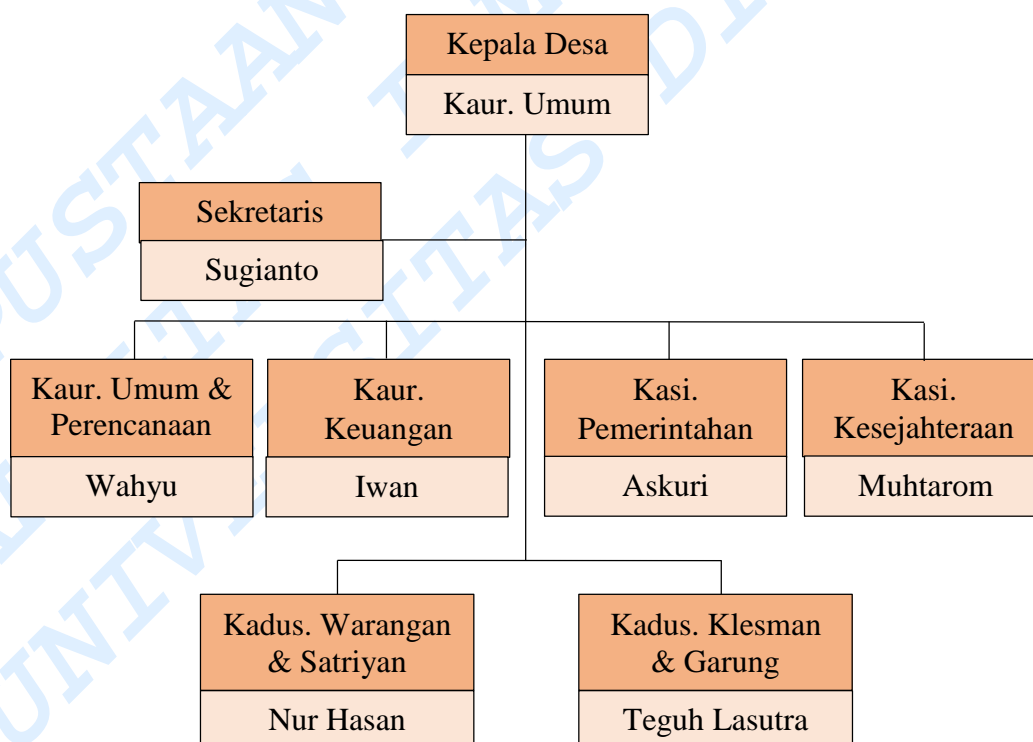 Kepala Desa
Kaur. Umum
Sekretaris
Sugianto
Kaur. Umum &
Perencanaan
Wahyu
Kaur.
Keuangan
Iwan
Kasi.
Pemerintahan
Askuri
Kasi.
Kesejahteraan
Muhtarom
Kadus. Warangan
& Satriyan
Nur Hasan
Kadus. Klesman
& Garung
Teguh Lasutra